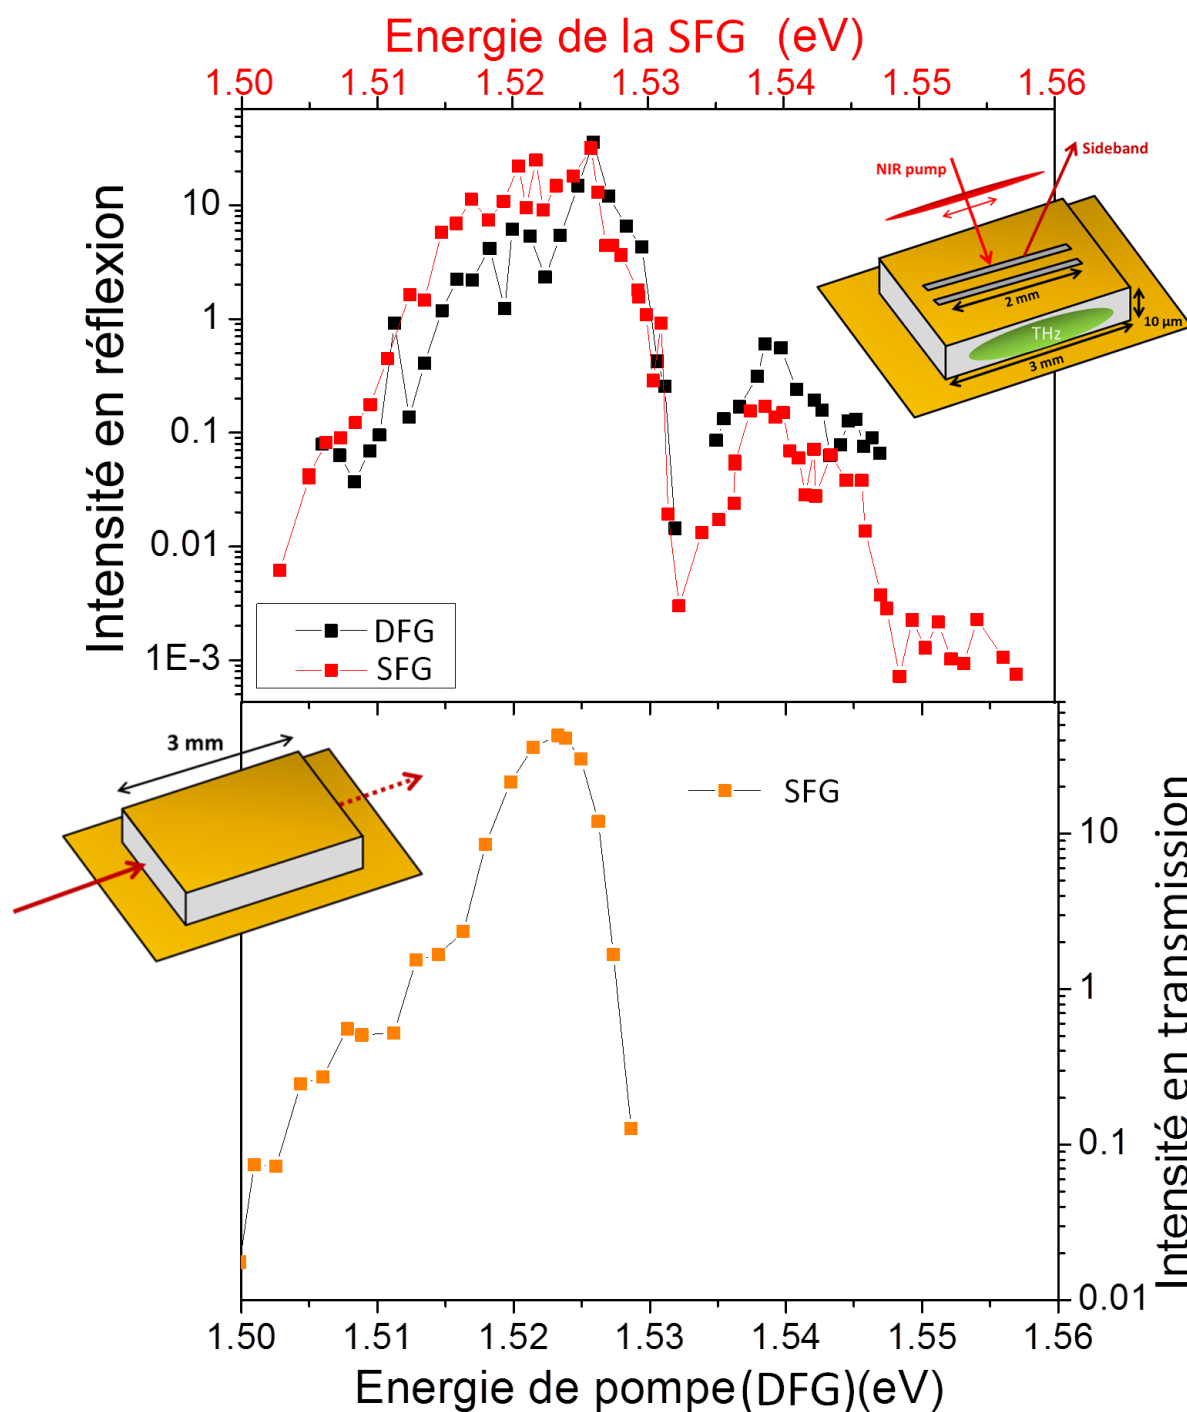 Energie de la SFG (eV)
1.50 1.51 1.52 1.53 1.54 1.55 1.56
Intensité en réflexion
10
1
0.1
0.01
1E-3
DFG
SFG
NIR pump
Sideband
2 mm
THz
3 mm
10 µm
3 mm
SFG
Intensité en transmission
10
1
0.1
0.01
1.50 1.51 1.52 1.53 1.54 1.55 1.56
Energie de pompe(DFG)(eV)